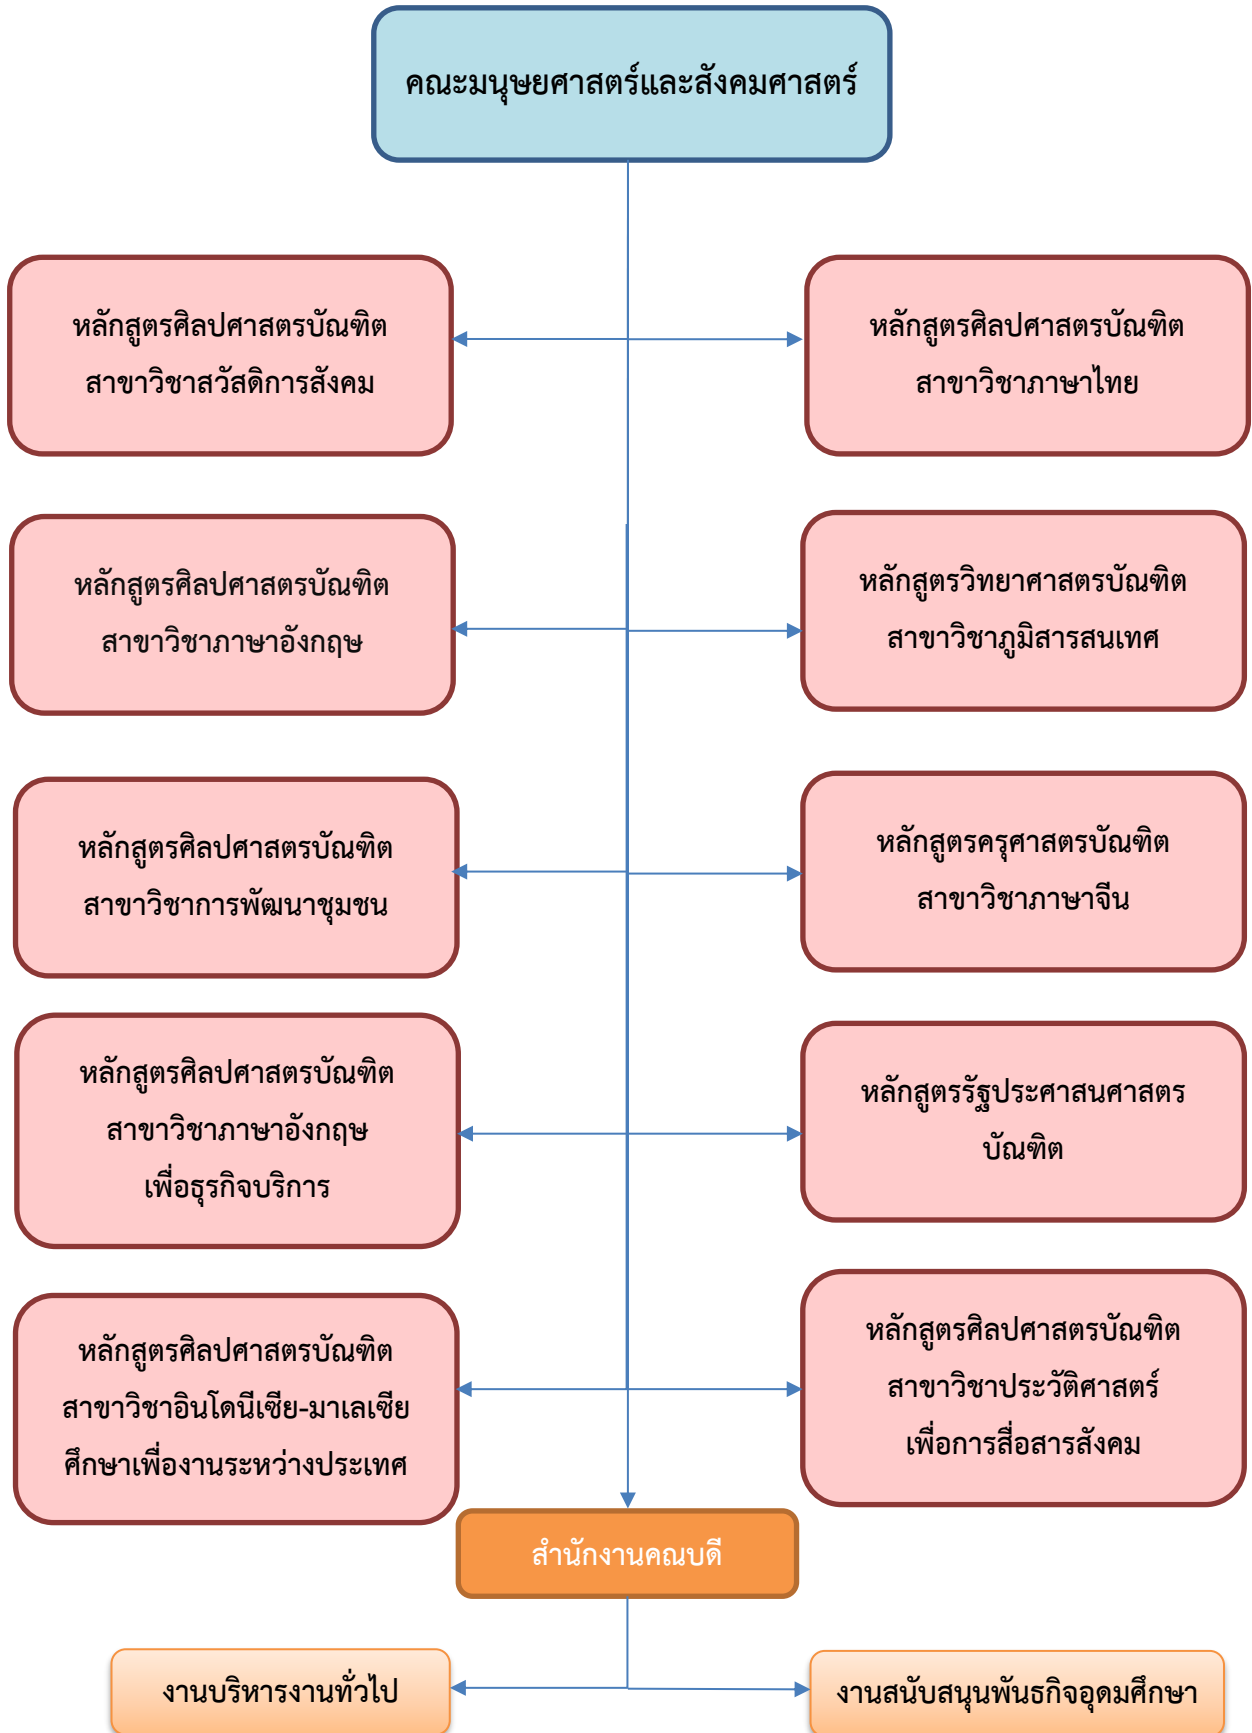 คณะมนุษยศาสตร์และสังคมศาสตร์
หลักสูตรศิลปศาสตรบัณฑิต
สาขาวิชาสวัสดิการสังคม
หลักสูตรศิลปศาสตรบัณฑิต
สาขาวิชาภาษาไทย
หลักสูตรศิลปศาสตรบัณฑิต
สาขาวิชาภาษาอังกฤษ
หลักสูตรวิทยาศาสตรบัณฑิต
สาขาวิชาภูมิสารสนเทศ
หลักสูตรศิลปศาสตรบัณฑิต
สาขาวิชาการพัฒนาชุมชน
หลักสูตรครุศาสตรบัณฑิต
สาขาวิชาภาษาจีน
หลักสูตรศิลปศาสตรบัณฑิต
สาขาวิชาภาษาอังกฤษ
เพื่อธุรกิจบริการ
หลักสูตรรัฐประศาสนศาสตร
บัณฑิต
หลักสูตรศิลปศาสตรบัณฑิต
สาขาวิชาอินโดนีเซีย-มาเลเซีย
ศึกษาเพื่องานระหว่างประเทศ
หลักสูตรศิลปศาสตรบัณฑิต
สาขาวิชาประวัติศาสตร์
เพื่อการสื่อสารสังคม
สำนักงานคณบดี
งานบริหารงานทั่วไป
งานสนับสนุนพันธกิจอุดมศึกษา